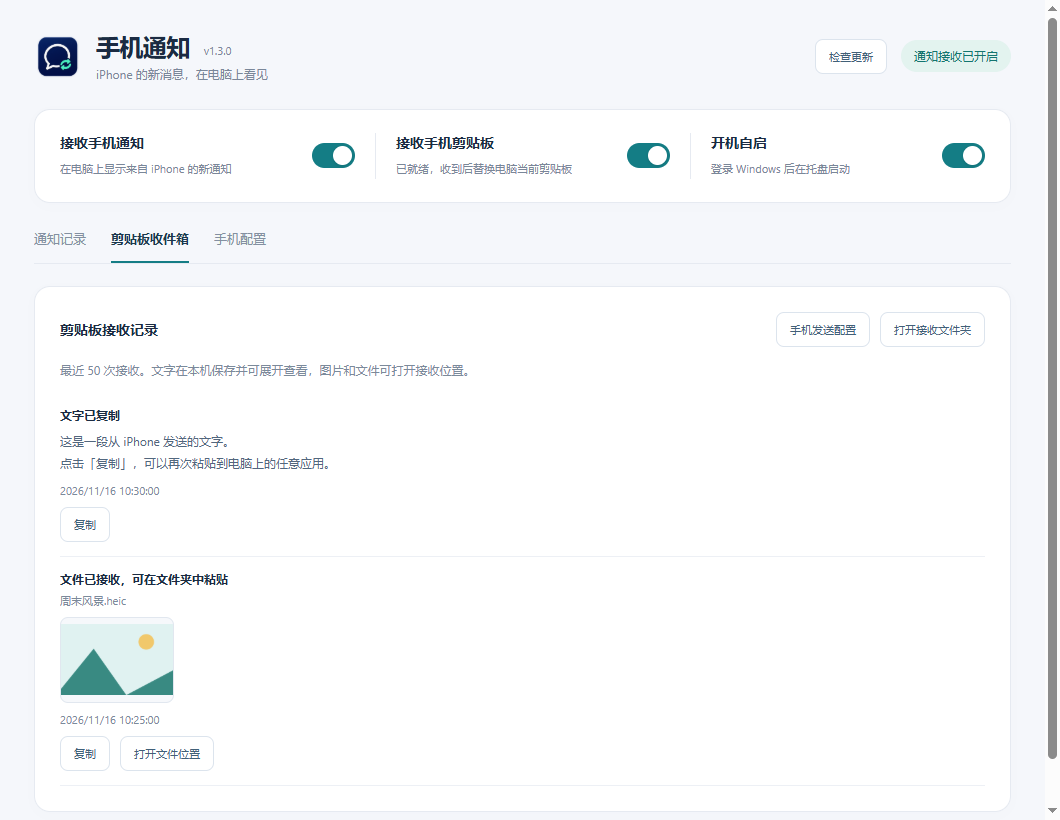 手机通知 v1.3.0
iPhone 的新消息，在电脑上看见
检查更新
通知接收已开启
接收手机通知
在电脑上显示来自 iPhone 的新通知
接收手机剪贴板
已就绪，收到后替换电脑当前剪贴板
开机自启
登录 Windows 后在托盘启动
通知记录 剪贴板收件箱 手机配置
剪贴板接收记录
手机发送配置 打开接收文件夹
最近 50 次接收。文字在本机保存并可展开查看，图片和文件可打开接收位置。
文字已复制
这是一段从 iPhone 发送的文字。
点击「复制」，可以再次粘贴到电脑上的任意应用。
2026/11/16 10:30:00
复制
文件已接收，可在文件夹中粘贴
周末风景.heic
2026/11/16 10:25:00
复制 打开文件位置